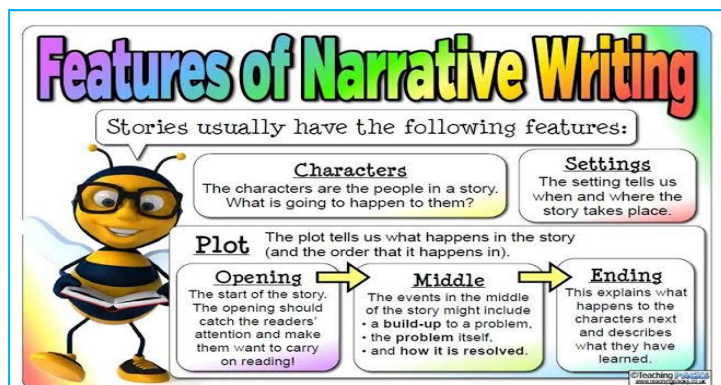 Features of Narrative Writing
Stories usually have the following features:
Characters
The characters are the people in a story.
What is going to happen to them?
Settings
The setting tells us
when and where the
story takes place.
Plot
The plot tells us what happens in the story
(and the order that it happens in).
Opening
The start of the story.
The opening should
catch the readers'
attention and make
them want to carry
on reading!
Middle
The events in the middle
of the story might include
• a build-up to a problem,
• the problem itself,
• and how it is resolved.
Ending
This explains what
happens to the
characters next
and describes
what they have
learned.
©Teaching Packs
www.teachingpacks.co.uk